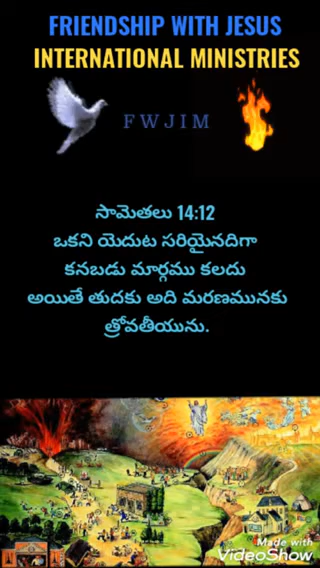 FRIENDSHIP WITH JESUS
INTERNATIONAL MINISTRIES
F W J I M
సామెతలు 14:12
ఒకని యెదుట సరియైనదిగా
కనబడు మార్గము కలదు
అయితే తుదకు అది మరణమునకు
త్రోవతీయును.
Made with
VideoShow